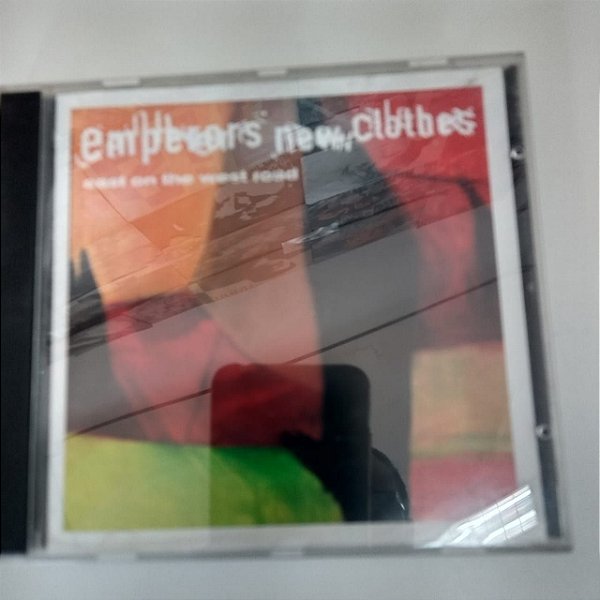 emperors new clothes
east on the west road